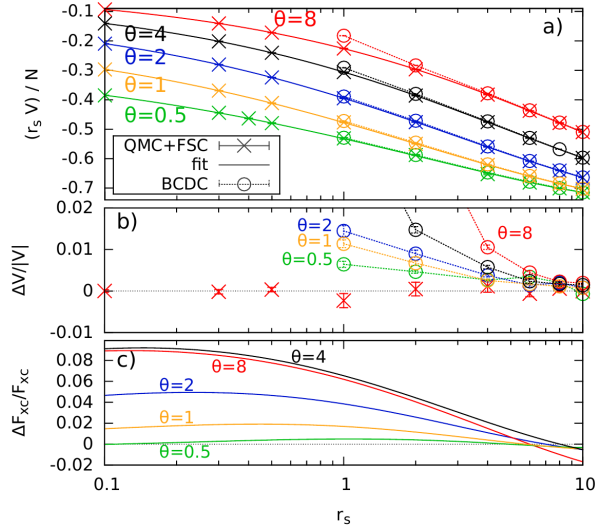 -0.1
-0.2
-0.3
-0.4
-0.5
-0.6
-0.7
(rs V) / N
a)
θ=8
θ=4
θ=2
θ=1
θ=0.5
QMC+FSC
fit
BCDC
0.02
0.01
0
-0.01
ΔV/|V|
b)
θ=2
θ=1
θ=0.5
θ=8
0.08
0.06
0.04
0.02
0
-0.02
ΔFxc/Fxc
c)
θ=4
θ=8
θ=2
θ=1
θ=0.5
0.1
1
10
rs